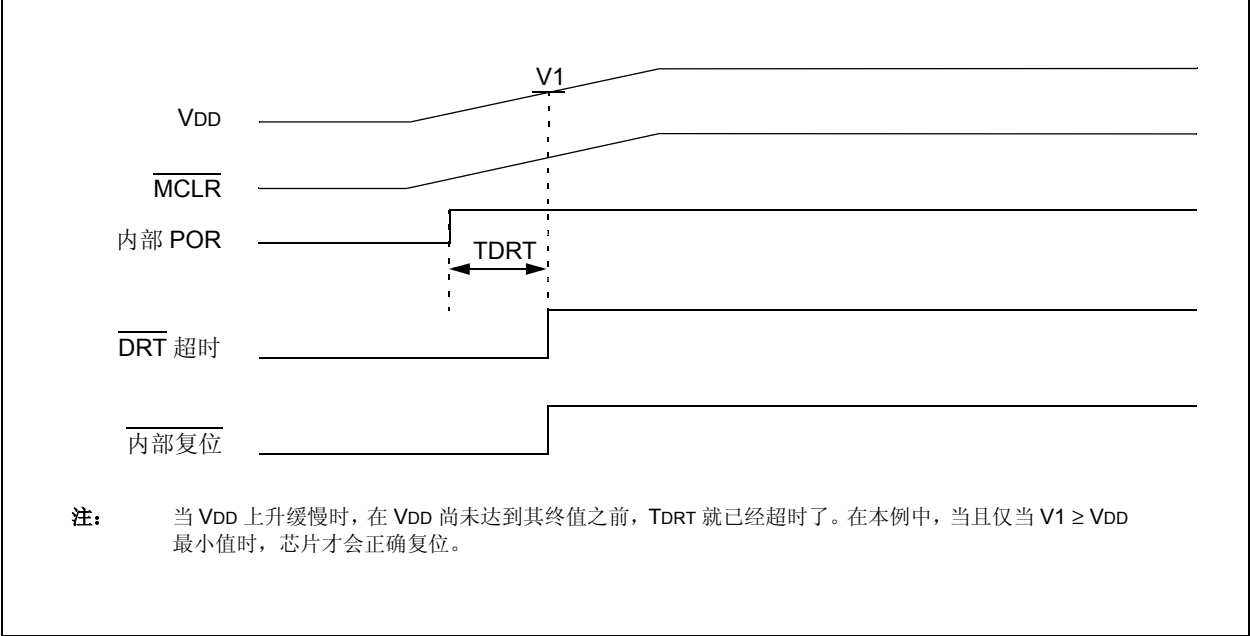 V1
VDD
MCLR
内部 POR
TDRT
DRT 超时
内部复位
注： 当 VDD 上升缓慢时，在 VDD 尚未达到其终值之前，TDRT 就已经超时了。在本例中，当且仅当 V1 ≥ VDD
最小值时，芯片才会正确复位。